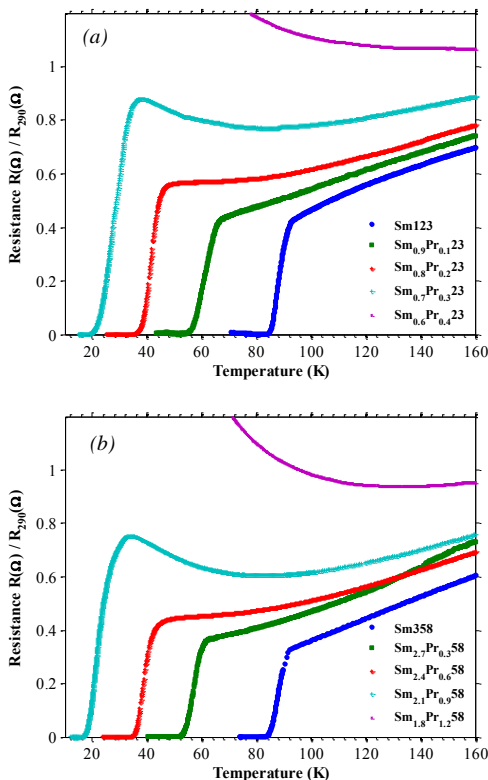 (a)
1
0.8
0.6
0.4
0.2
0
20 40 60 80 100 120 140 160
Temperature (K)
Resistance R(Ω) / R₂₉₀(Ω)
Sm123
Sm₀.₉Pr₀.₁23
Sm₀.₈Pr₀.₂23
Sm₀.₇Pr₀.₃23
Sm₀.₆Pr₀.₄23
(b)
1
0.8
0.6
0.4
0.2
0
20 40 60 80 100 120 140 160
Temperature (K)
Resistance R(Ω) / R₂₉₀(Ω)
Sm358
Sm₂.₇Pr₀.₃58
Sm₂.₄Pr₀.₆58
Sm₂.₁Pr₀.₉58
Sm₁.₈Pr₁.₂58